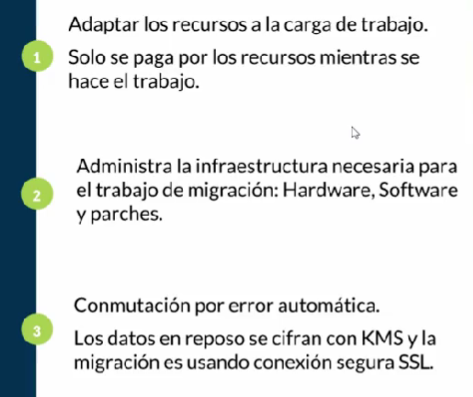 Adaptar los recursos a la carga de trabajo.
1
Solo se paga por los recursos mientras se
hace el trabajo.
Administra la infraestructura necesaria para
2
el trabajo de migración: Hardware, Software
y parches.
Conmutación por error automática.
3
Los datos en reposo se cifran con KMS y la
migración es usando conexión segura SSL.